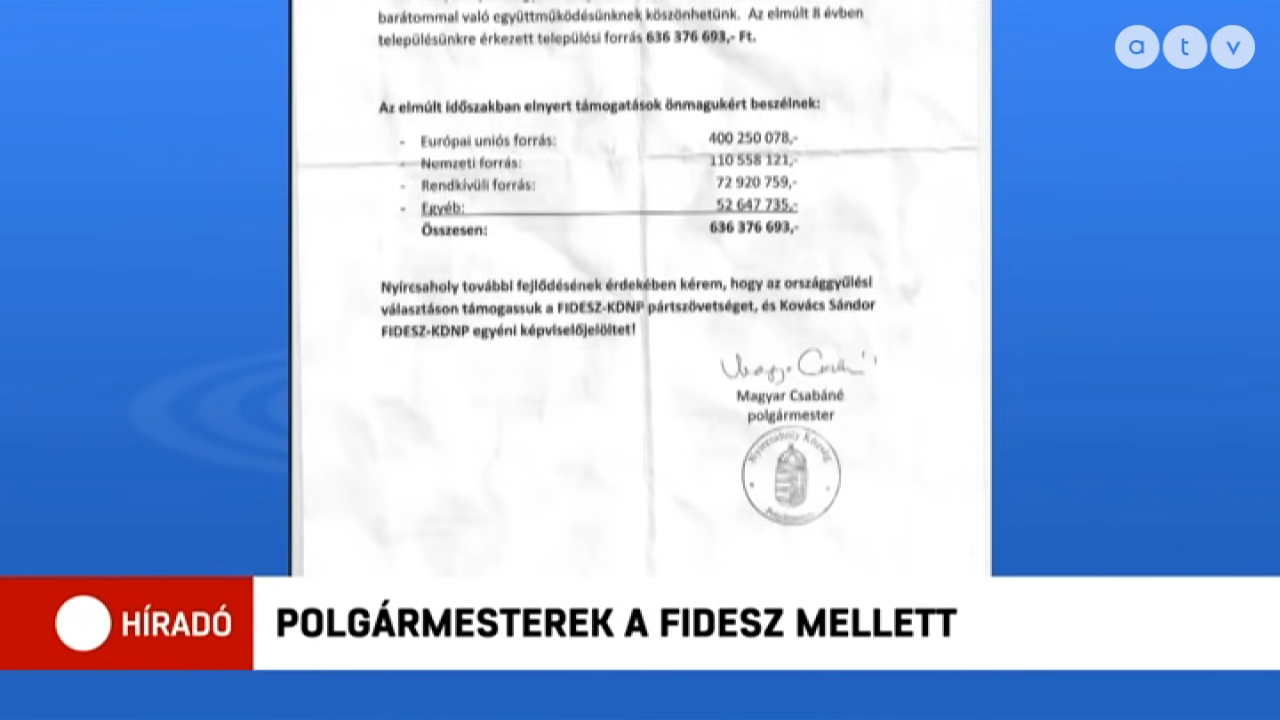 barátommal való együttműködésünknek köszönhetünk. Az elmúlt 8 évben
településünkre érkezett települósi forrás 636 376 693,- Ft.
a t v
Az elmúlt időszakban elnyert támogatások önmagukért beszélnek:
- Európai uniós forrás: 400 250 078,-
- Nemzeti forrás: 110 558 121,-
- Rendkívüli forrás: 72 920 759,-
- Egyéb: 52 647 735,-
Összesen: 636 376 693,-
Nyírcsaholy további fejlődésének érdekében kérem, hogy az országgyűlési
választáson támogassuk a FIDESZ-KDNP pártszövetséget, és Kovács Sándor
FIDESZ-KDNP egyéni képviselőjelöltet!
Magyar Csabáné
polgármester
Nyírcsaholy Község
HÍRADÓ
POLGÁRMESTEREK A FIDESZ MELLETT